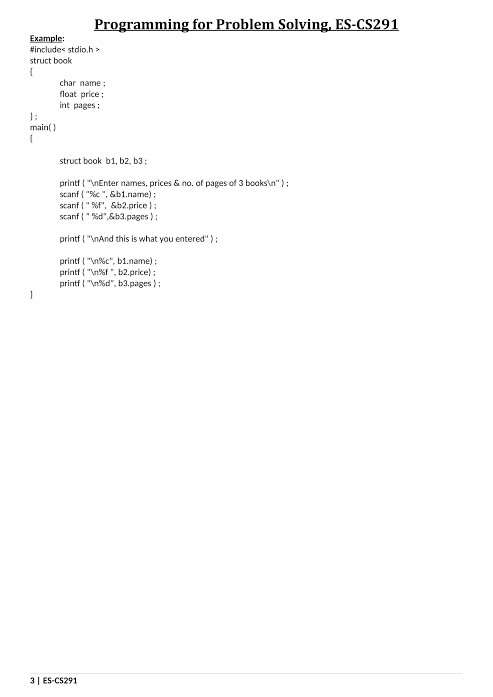 Programming for Problem Solving, ES-CS291
Example:
#include< stdio.h >
struct book
{
char  name ;
float  price ;
int  pages ;
} ;
main( )
{
struct book  b1, b2, b3 ;
printf ( "\nEnter names, prices & no. of pages of 3 books\n" ) ;
scanf ( "%c ", &b1.name) ;
scanf ( " %f",  &b2.price ) ;
scanf ( " %d",&b3.pages ) ;
printf ( "\nAnd this is what you entered" ) ;
printf ( "\n%c", b1.name) ;
printf ( "\n%f ", b2.price) ;
printf ( "\n%d", b3.pages ) ;
}
3 | ES-CS291